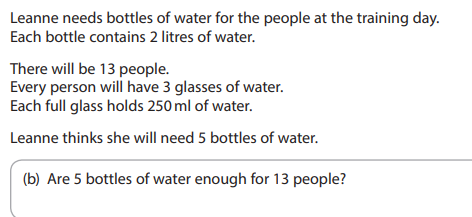 Leanne needs bottles of water for the people at the training day.
Each bottle contains 2 litres of water.
There will be 13 people.
Every person will have 3 glasses of water.
Each full glass holds 250 ml of water.
Leanne thinks she will need 5 bottles of water.
(b) Are 5 bottles of water enough for 13 people?